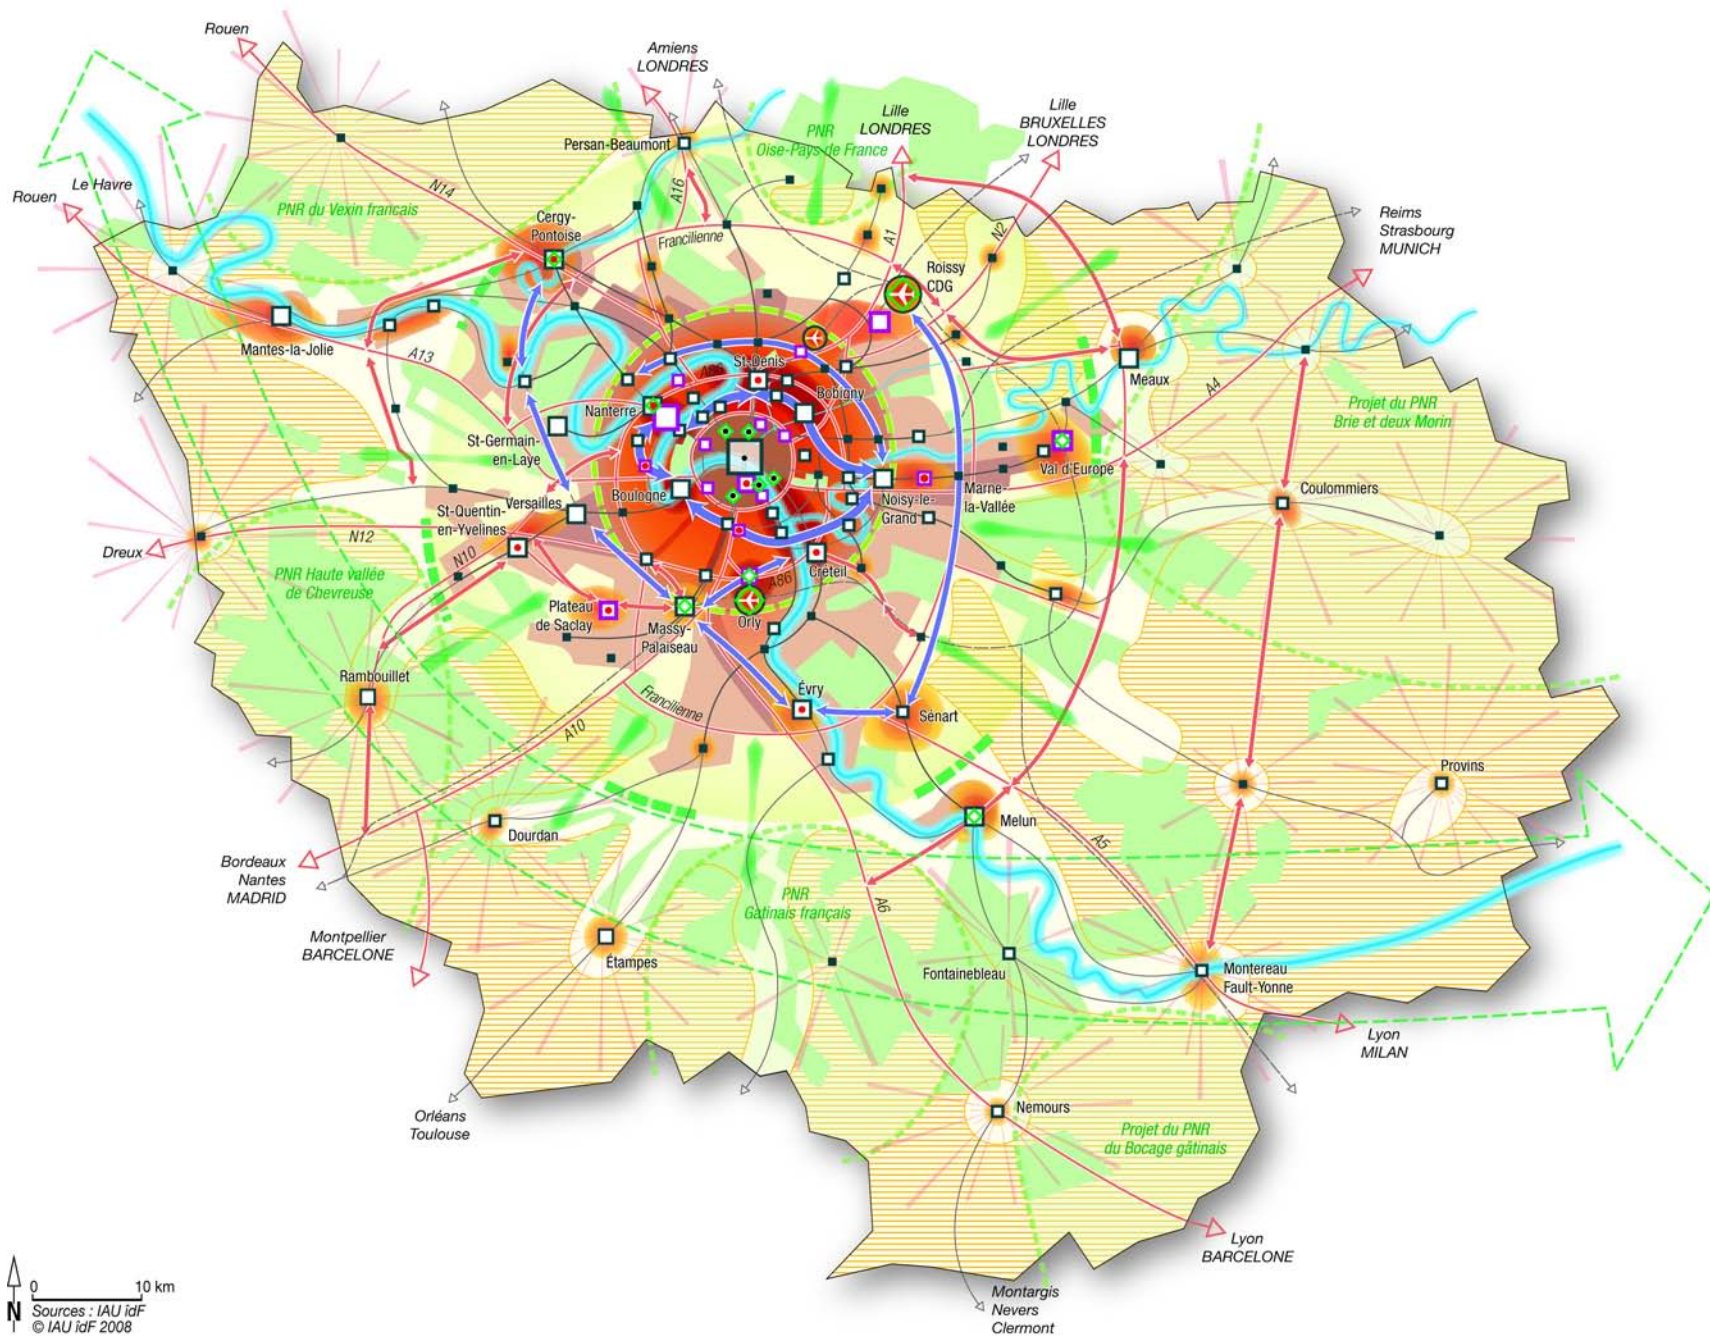 Rouen
Amiens
LONDRES
Lille
LONDRES
Lille
BRUXELLES
LONDRES
PNR
Oise-Pays de France
Persan-Beaumont
Le Havre
Rouen
N14
A16
PNR du Vexin francais
Cergy-
Pontoise
Francilienne
A1
N2
Reims
Strasbourg
MUNICH
Roissy
CDG
Mantes-la-Jolie
A13
A86
St-Denis
Bobigny
Meaux
A4
Nanterre
Projet du PNR
Brie et deux Morin
St-Germain-
en-Laye
Val d'Europe
Boulogne
Noisy-le-
Grand
Marne-
la-Vallée
Coulommiers
Versailles
St-Quentin-
en-Yvelines
Dreux
N12
N10
PNR Haute vallée
de Chevreuse
Créteil
A86
Plateau
de Saclay
Massy-
Palaiseau
Orly
Rambouillet
Francilienne
Évry
Sénart
A10
Provins
Dourdan
Melun
A5
Bordeaux
Nantes
MADRID
PNR
Gatinais français
A6
Montpellier
BARCELONE
Étampes
Fontainebleau
Montereau
Fault-Yonne
Lyon
MILAN
Orléans
Toulouse
Nemours
Projet du PNR
du Bocage gâtinais
Lyon
BARCELONE
Montargis
Nevers
Clermont
0 10 km
N
Sources : IAU îdF
© IAU îdF 2008